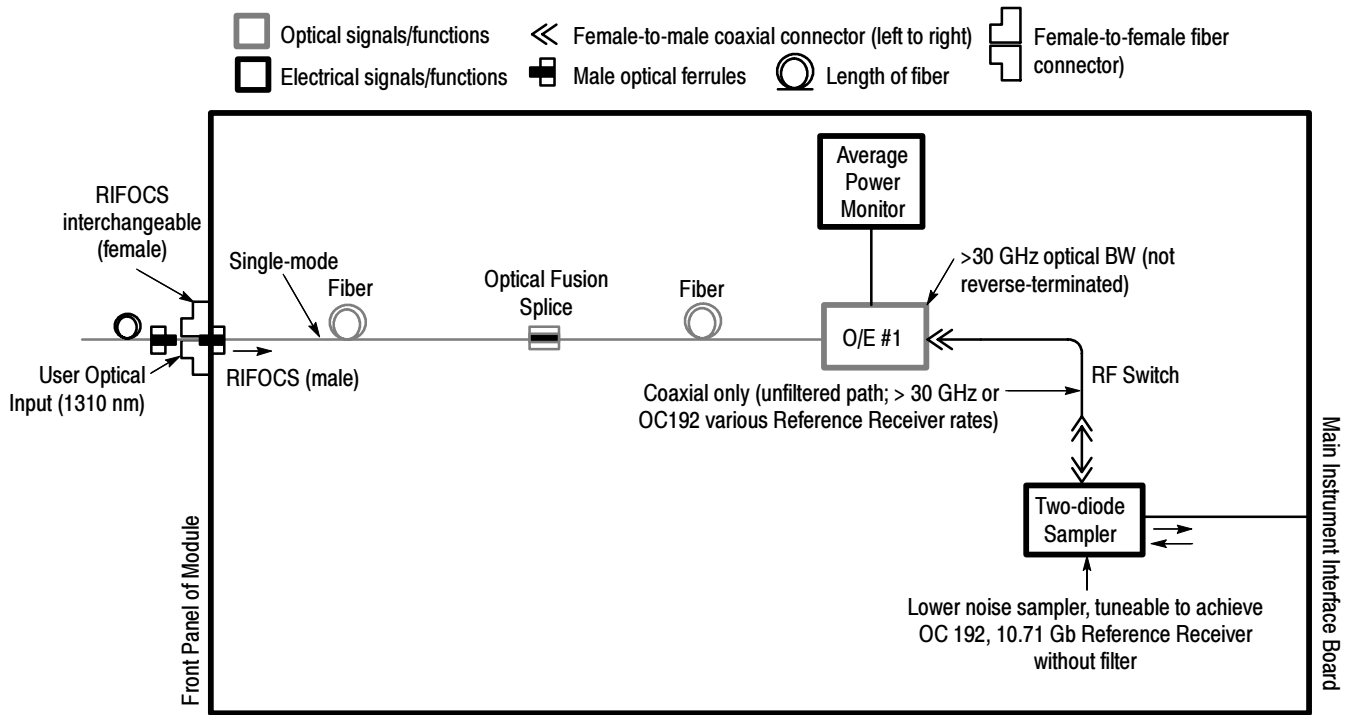 Optical signals/functions
Electrical signals/functions
Female-to-male coaxial connector (left to right)
Male optical ferrules
Length of fiber
Female-to-female fiber
connector)
RIFOCS
interchangeable
(female)
Single-mode
Fiber
Optical Fusion
Splice
Fiber
Average
Power
Monitor
>30 GHz optical BW (not
reverse-terminated)
O/E #1
User Optical
Input (1310 nm)
RIFOCS (male)
Coaxial only (unfiltered path; > 30 GHz or
OC192 various Reference Receiver rates)
RF Switch
Two-diode
Sampler
Lower noise sampler, tuneable to achieve
OC 192, 10.71 Gb Reference Receiver
without filter
Front Panel of Module
Main Instrument Interface Board